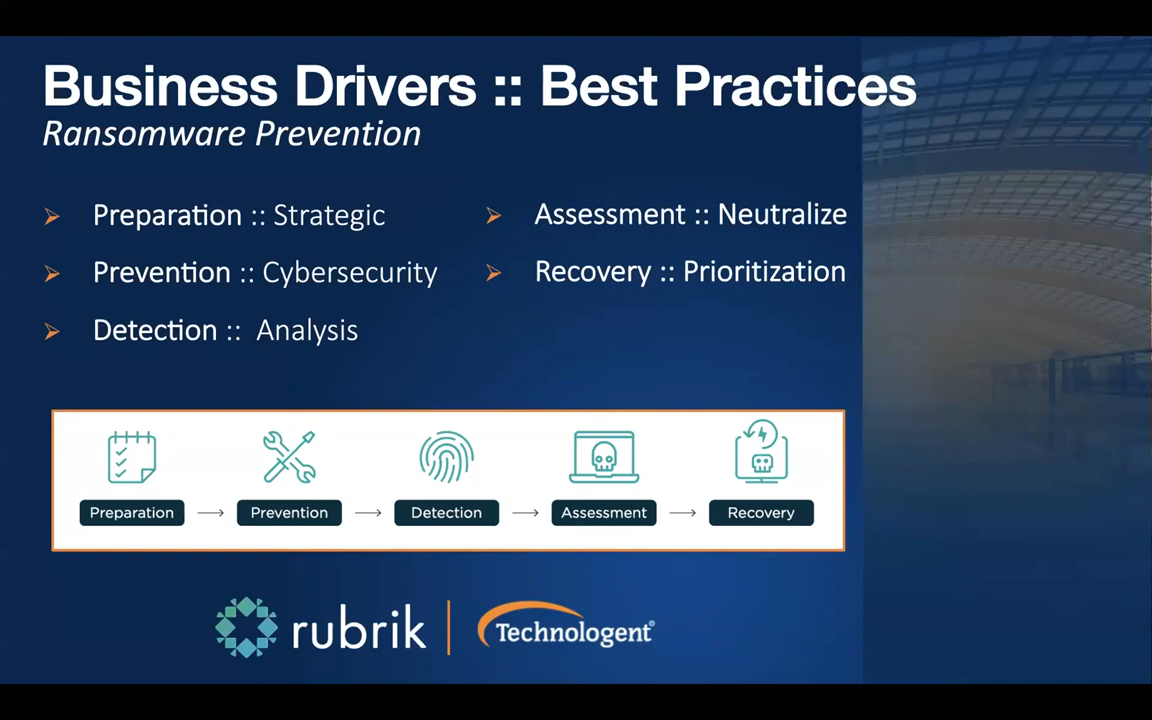 Business Drivers :: Best Practices
Ransomware Prevention
Preparation :: Strategic
Prevention :: Cybersecurity
Detection :: Analysis
Assessment :: Neutralize
Recovery :: Prioritization
Preparation
Prevention
Detection
Assessment
Recovery
rubrik
Technologent®